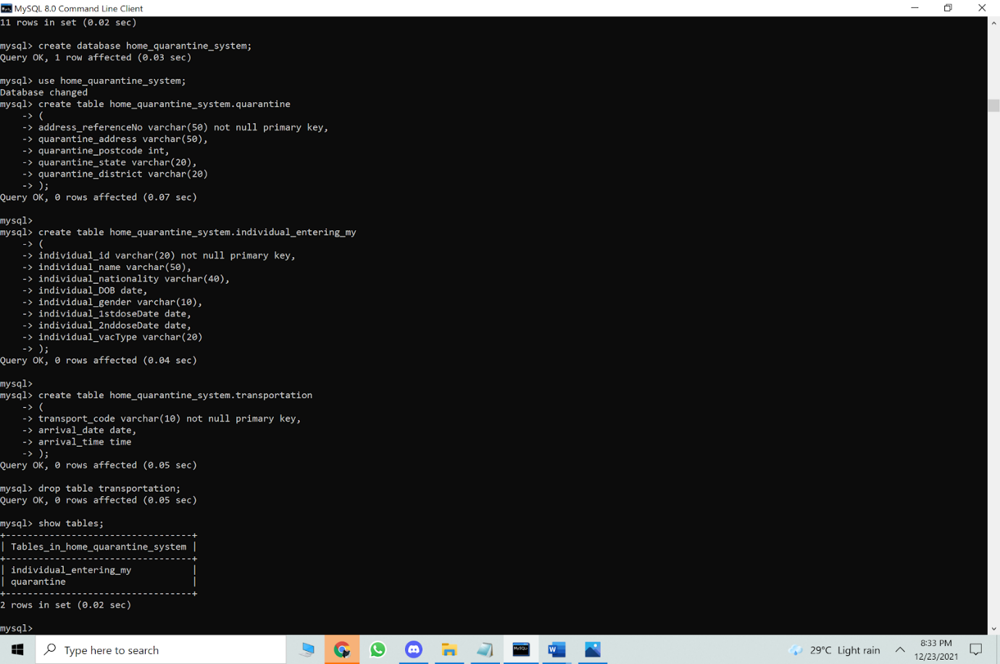 MySQL 8.0 Command Line Client
11 rows in set (0.02 sec)
mysql> create database home_quarantine_system;
Query OK, 1 row affected (0.03 sec)
mysql> use home_quarantine_system;
Database changed
mysql> create table home_quarantine_system.quarantine
    -> (
    -> address_referenceNo varchar(50) not null primary key,
    -> quarantine_address varchar(50),
    -> quarantine_postcode int,
    -> quarantine_state varchar(20),
    -> quarantine_district varchar(20)
    -> );
Query OK, 0 rows affected (0.07 sec)
mysql>
mysql> create table home_quarantine_system.individual_entering_my
    -> (
    -> individual_id varchar(20) not null primary key,
    -> individual_name varchar(50),
    -> individual_nationality varchar(40),
    -> individual_DOB date,
    -> individual_gender varchar(10),
    -> individual_1stdoseDate date,
    -> individual_2nddoseDate date,
    -> individual_vacType varchar(20)
    -> );
Query OK, 0 rows affected (0.04 sec)
mysql>
mysql> create table home_quarantine_system.transportation
    -> (
    -> transport_code varchar(10) not null primary key,
    -> arrival_date date,
    -> arrival_time time
    -> );
Query OK, 0 rows affected (0.05 sec)
mysql> drop table transportation;
Query OK, 0 rows affected (0.05 sec)
mysql> show tables;
+----------------------------------+
| Tables_in_home_quarantine_system |
+----------------------------------+
| individual_entering_my           |
| quarantine                       |
+----------------------------------+
2 rows in set (0.02 sec)
mysql>
Type here to search
29°C Light rain
8:33 PM
12/23/2021